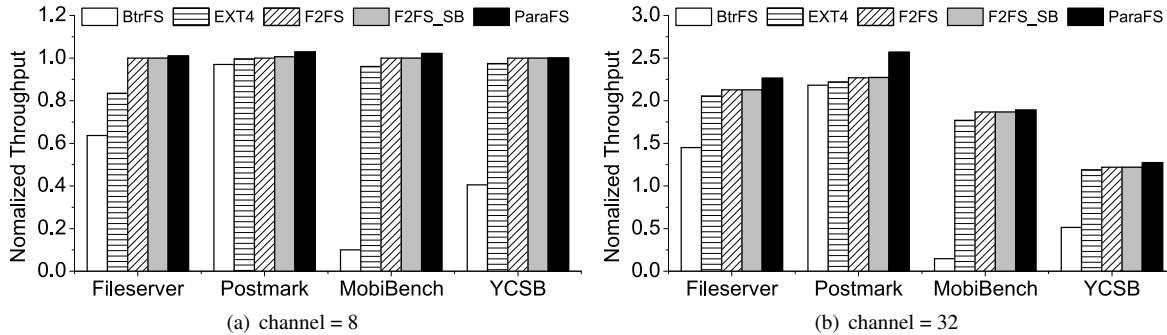 BtrFS EXT4 F2FS F2FS_SB ParaFS
Nomalized Throughput
1.2
1.0
0.8
0.6
0.4
0.2
0.0
Fileserver Postmark MobiBench YCSB
(a) channel = 8
BtrFS EXT4 F2FS F2FS_SB ParaFS
Nomalized Throughput
3.0
2.5
2.0
1.5
1.0
0.5
0.0
Fileserver Postmark MobiBench YCSB
(b) channel = 32